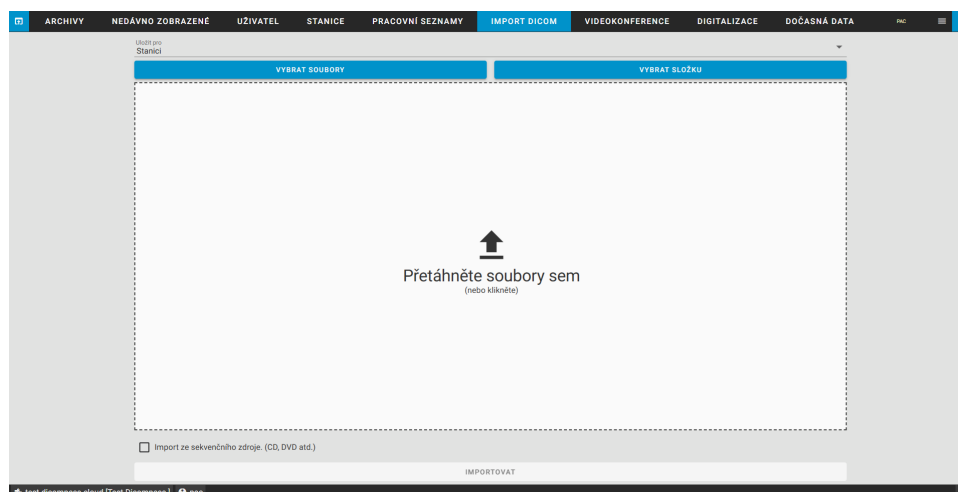 ARCHIVY NEDÁVNO ZOBRAZENÉ UŽIVATEL STANICE PRACOVNÍ SEZNAMY IMPORT DICOM VIDEOKONFERENCE DIGITALIZACE DOČASNÁ DATA PAC
Uložit pro
Stanici
VYBRAT SOUBORY VYBRAT SLOŽKU
Přetáhněte soubory sem
(nebo klikněte)
Import ze sekvenčního zdroje. (CD, DVD atd.)
IMPORTOVAT